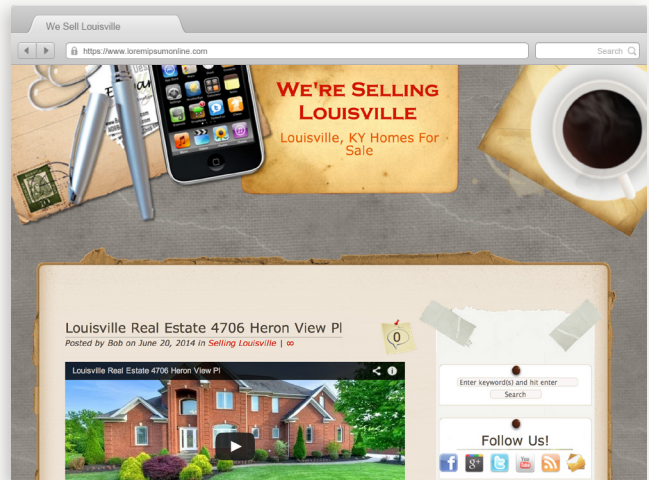 We Sell Louisville
https://www.loremipsumonline.com
Search
WE'RE SELLING
LOUISVILLE
Louisville, KY Homes For
Sale
Louisville Real Estate 4706 Heron View Pl
0
Posted by Bob on June 20, 2014 in Selling Louisville | ∞
Louisville Real Estate 4706 Heron View Pl
Enter keyword(s) and hit enter
Search
Follow Us!
You
Tube